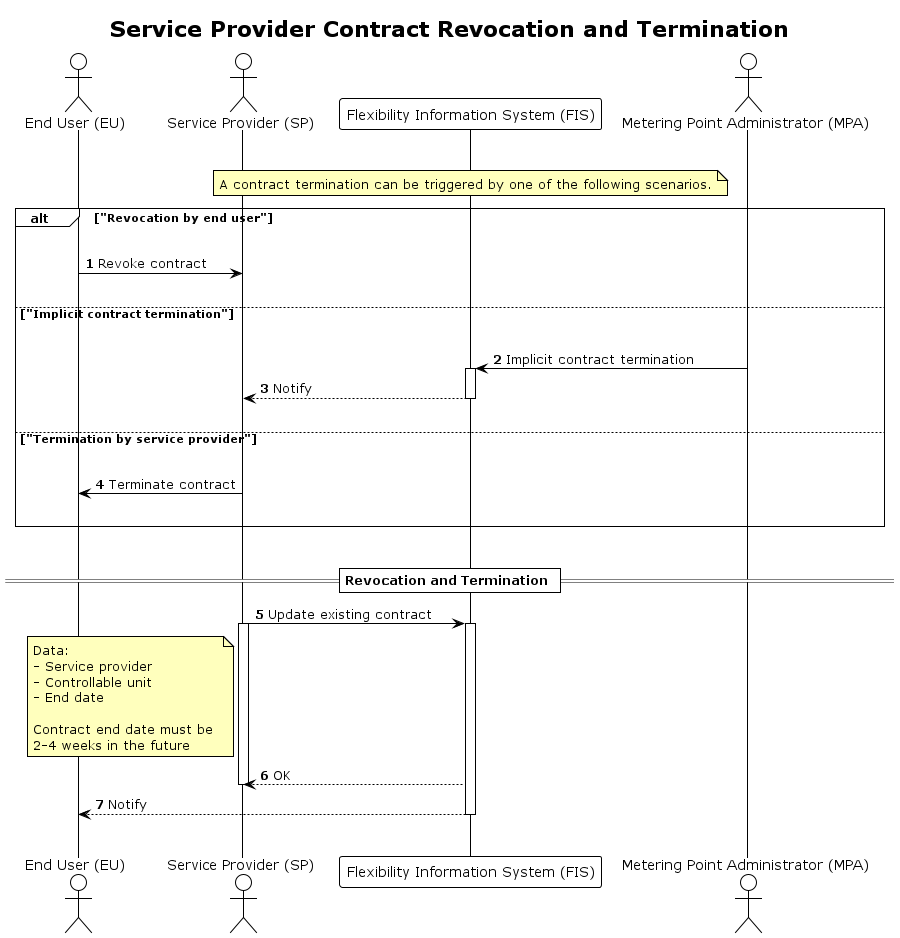 Service Provider Contract Revocation and Termination
End User (EU)
Service Provider (SP)
Flexibility Information System (FIS)
Metering Point Administrator (MPA)
A contract termination can be triggered by one of the following scenarios.
alt ["Revocation by end user"]
1 Revoke contract
["Implicit contract termination"]
2 Implicit contract termination
3 Notify
["Termination by service provider"]
4 Terminate contract
Revocation and Termination
5 Update existing contract
Data:
- Service provider
- Controllable unit
- End date
Contract end date must be
2-4 weeks in the future
6 OK
7 Notify
End User (EU)
Service Provider (SP)
Flexibility Information System (FIS)
Metering Point Administrator (MPA)